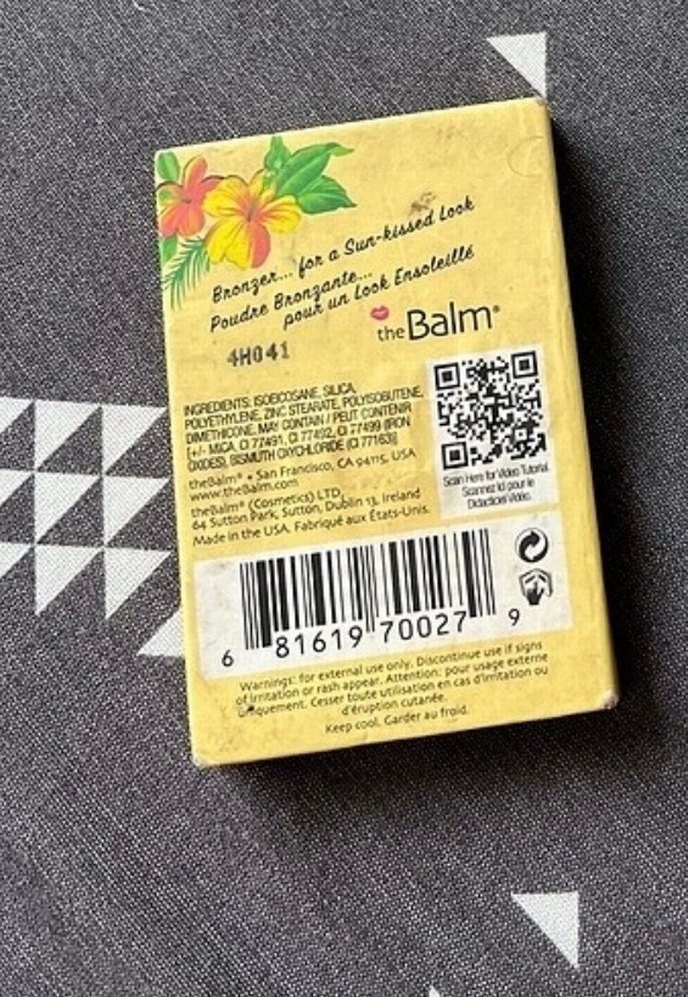 Bronzer... for a Sun-kissed Look
Poudre Bronzante...
pour un Look Ensoleillé
theBalm®
4H041
INGREDIENTS: ISOEICOSANE, SILICA,
POLYETHYLENE, ZINC STEARATE, POLYISOBUTENE,
DIMETHICONE. MAY CONTAIN / PEUT CONTENIR
[+/- MICA, CI 77491, CI 77492, CI 77499 (IRON
OXIDES), BISMUTH OXYCHLORIDE (CI 77163)]
Scan Here for Video Tutorial.
Scannez ici pour le
Didacticiel Video.
theBalm® • San Francisco, CA 94115, USA
www.theBalm.com
theBalm® (Cosmetics) LTD,
64 Sutton Park, Sutton, Dublin 13, Ireland
Made in the USA. Fabriqué aux États-Unis.
6 81619 70027 9
Warnings: for external use only. Discontinue use if signs
of irritation or rash appear. Attention: pour usage externe
uniquement. Cesser toute utilisation en cas d'irritation ou
d'éruption cutanée.
Keep cool. Garder au froid.